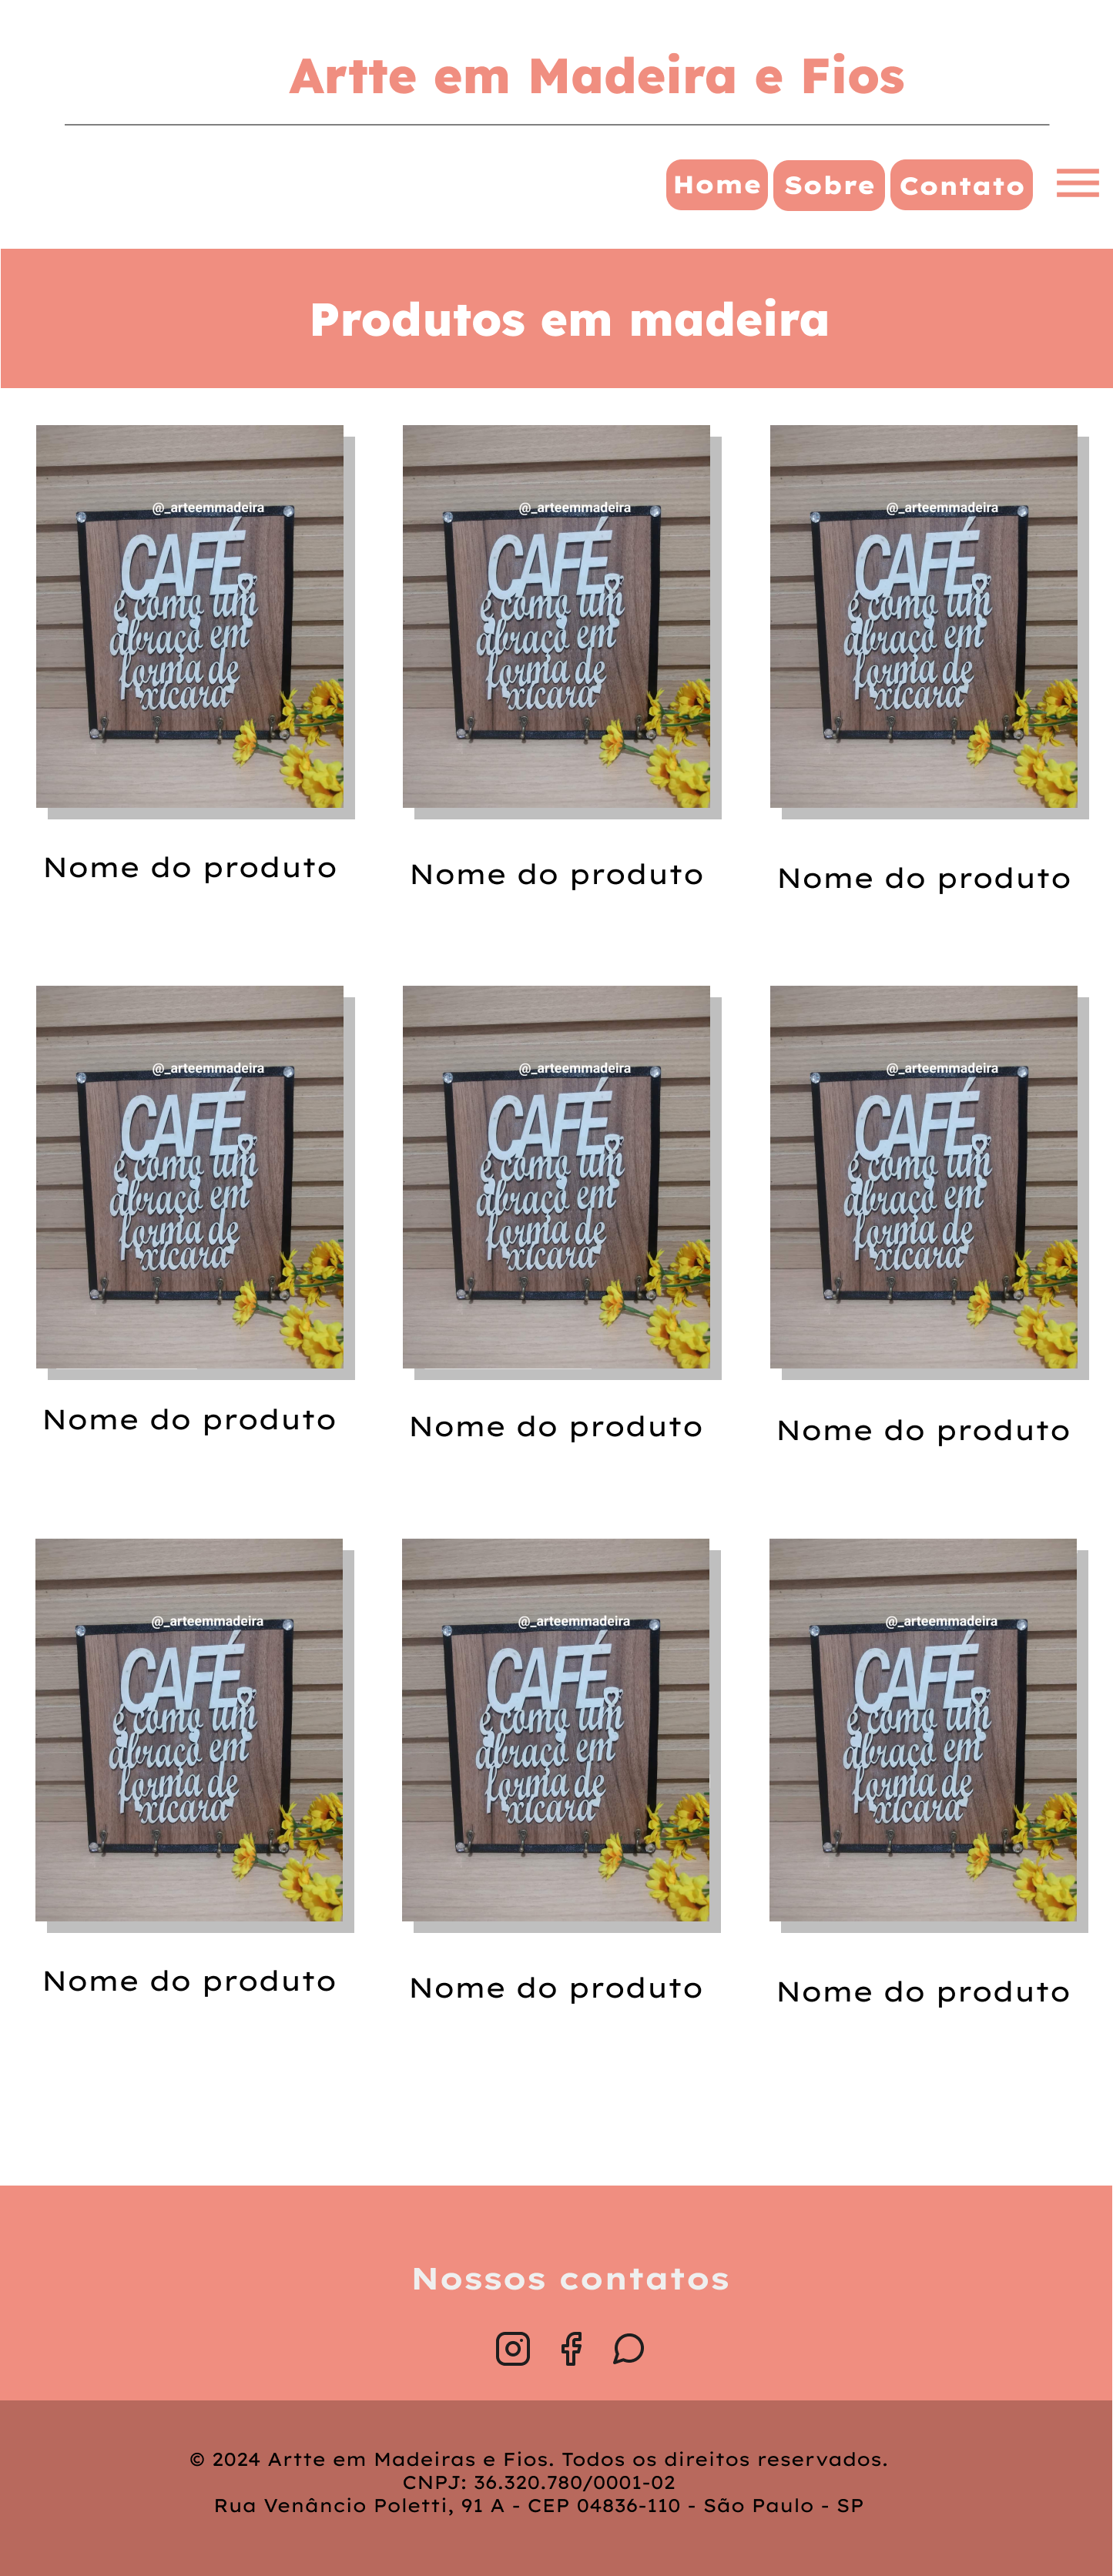 Artte em Madeira e Fios
Home Sobre Contato
Produtos em madeira
@_arteemmadeira
CAFÉ
é como um
abraço em
forma de
xícara
@_arteemmadeira
CAFÉ
é como um
abraço em
forma de
xícara
@_arteemmadeira
CAFÉ
é como um
abraço em
forma de
xícara
Nome do produto
Nome do produto
Nome do produto
@_arteemmadeira
CAFÉ
é como um
abraço em
forma de
xícara
@_arteemmadeira
CAFÉ
é como um
abraço em
forma de
xícara
@_arteemmadeira
CAFÉ
é como um
abraço em
forma de
xícara
Nome do produto
Nome do produto
Nome do produto
@_arteemmadeira
CAFÉ
é como um
abraço em
forma de
xícara
@_arteemmadeira
CAFÉ
é como um
abraço em
forma de
xícara
@_arteemmadeira
CAFÉ
é como um
abraço em
forma de
xícara
Nome do produto
Nome do produto
Nome do produto
Nossos contatos
© 2024 Artte em Madeiras e Fios. Todos os direitos reservados.
CNPJ: 36.320.780/0001-02
Rua Venâncio Poletti, 91 A - CEP 04836-110 - São Paulo - SP